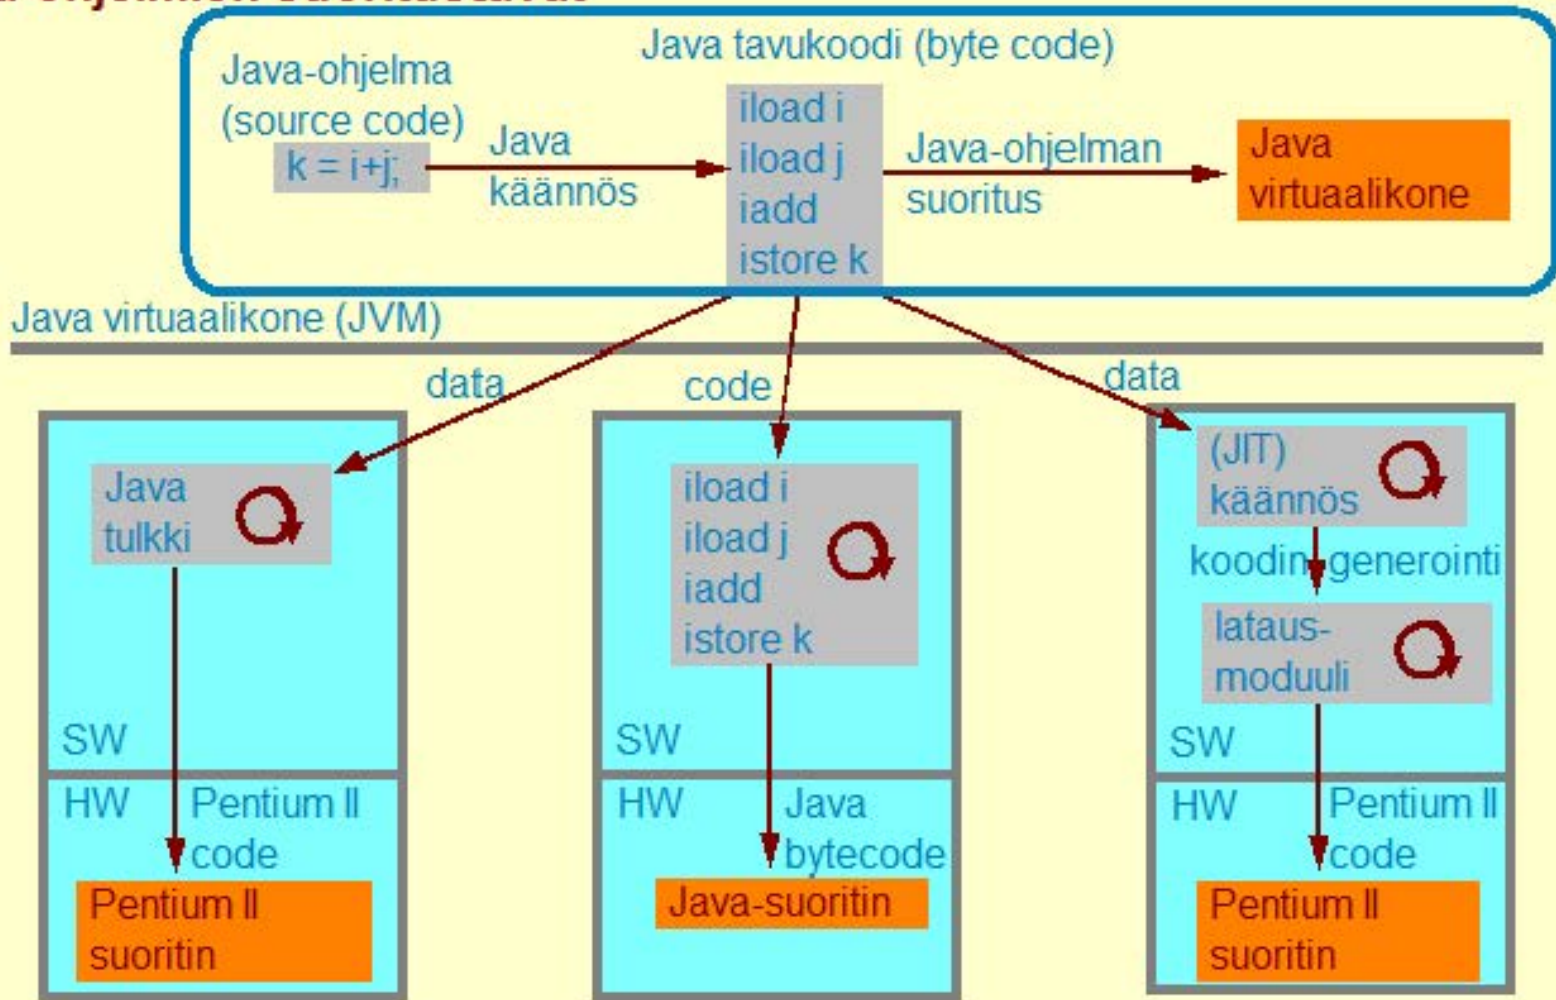 Java tavukoodi (byte code)
Java-ohjelma
(source code)
k = i+j;
Java
käännös
iload i
iload j
iadd
istore k
Java-ohjelman
suoritus
Java
virtuaalikone
Java virtuaalikone (JVM)
data
code
data
Java
tulkki
SW
HW
Pentium II
code
Pentium II
suoritin
iload i
iload j
iadd
istore k
SW
HW
Java
bytecode
Java-suoritin
(JIT)
käännös
koodin generointi
lataus-
moduuli
SW
HW
Pentium II
code
Pentium II
suoritin